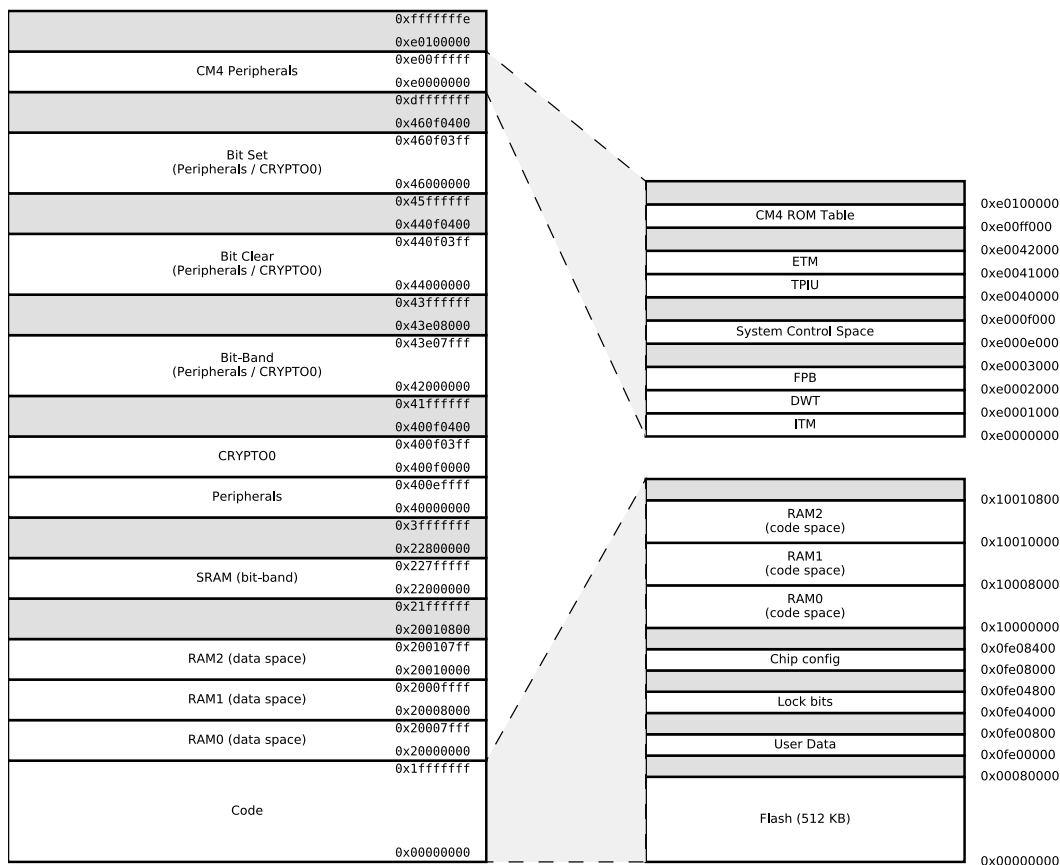 0xfffffffe
0xe0100000
0xe00fffff
CM4 Peripherals
0xe0000000
0xdfffffff
0x460f0400
0x460f03ff
Bit Set
(Peripherals / CRYPTO0)
0x46000000
0x45ffffff
0x440f0400
0x440f03ff
Bit Clear
(Peripherals / CRYPTO0)
0x44000000
0x43ffffff
0x43e08000
0x43e07fff
Bit-Band
(Peripherals / CRYPTO0)
0x42000000
0x41ffffff
0x400f0400
0x400f03ff
CRYPTO0
0x400f0000
0x400effff
Peripherals
0x40000000
0x3fffffff
0x22800000
0x227fffff
SRAM (bit-band)
0x22000000
0x21ffffff
0x20010800
0x200107ff
RAM2 (data space)
0x20010000
0x2000ffff
RAM1 (data space)
0x20008000
0x20007fff
RAM0 (data space)
0x20000000
0x1fffffff
Code
0x00000000
0xe0100000
CM4 ROM Table
0xe00ff000
0xe0042000
ETM
0xe0041000
TPIU
0xe0040000
0xe000f000
System Control Space
0xe000e000
0xe0003000
FPB
0xe0002000
DWT
0xe0001000
ITM
0xe0000000
0x10010800
RAM2
(code space)
0x10010000
RAM1
(code space)
0x10008000
RAM0
(code space)
0x10000000
0x0fe08400
Chip config
0x0fe08000
0x0fe04800
Lock bits
0x0fe04000
0x0fe00800
User Data
0x0fe00000
0x00080000
Flash (512 KB)
0x00000000